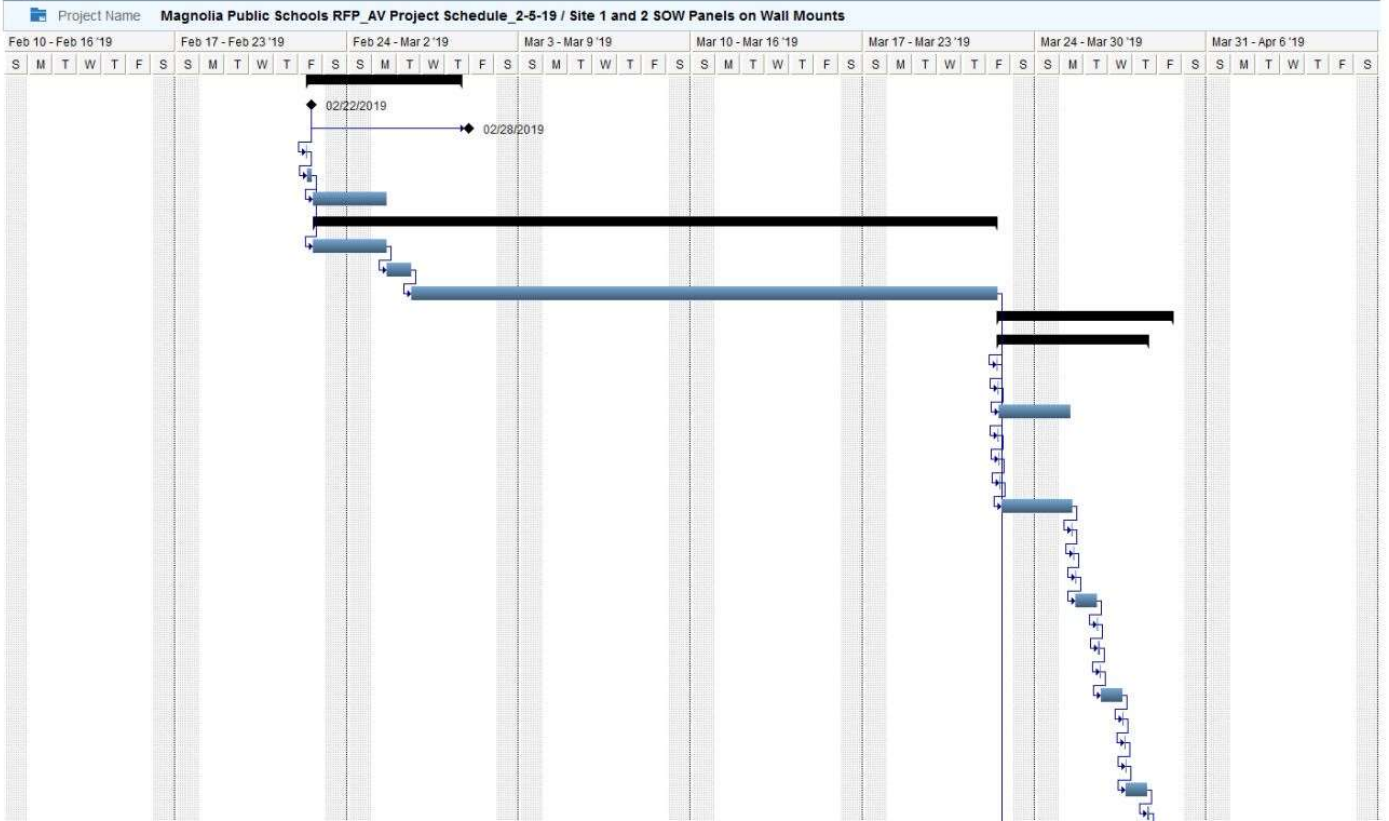 Project Name Magnolia Public Schools RFP_AV Project Schedule_2-5-19 / Site 1 and 2 SOW Panels on Wall Mounts
Feb 10 - Feb 16 '19 Feb 17 - Feb 23 '19 Feb 24 - Mar 2 '19 Mar 3 - Mar 9 '19 Mar 10 - Mar 16 '19 Mar 17 - Mar 23 '19 Mar 24 - Mar 30 '19 Mar 31 - Apr 6 '19
S M T W T F S S M T W T F S S M T W T F S S M T W T F S S M T W T F S S M T W T F S S M T W T F S S M T W T F S
02/22/2019
02/28/2019